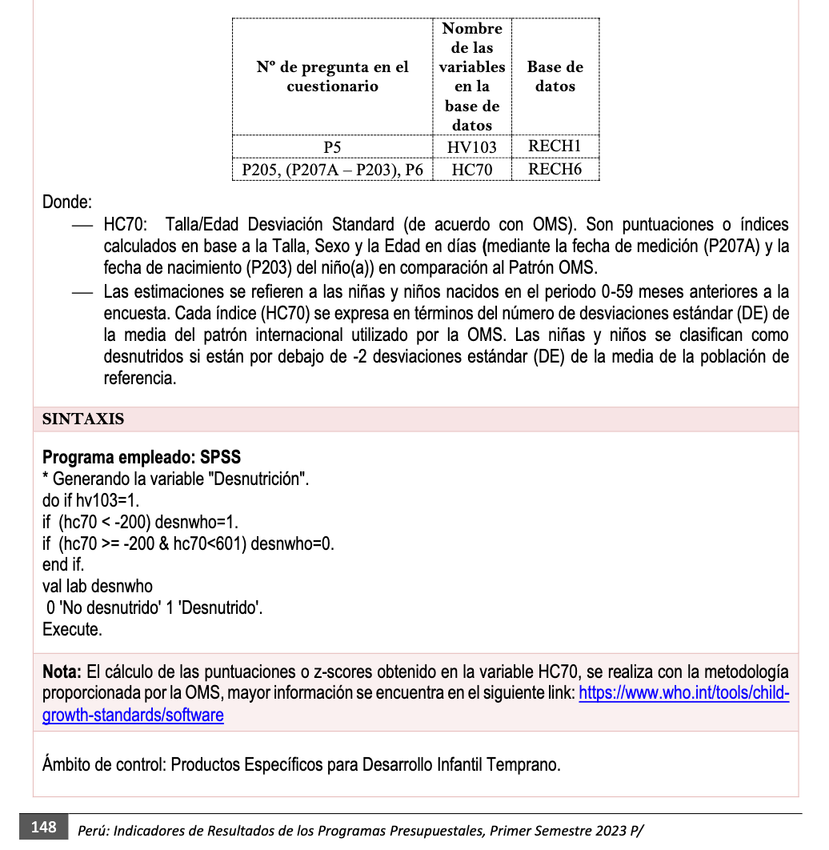 Nº de pregunta en el cuestionario
Nombre de las variables en la base de datos
Base de datos
P5
HV103
RECH1
P205, (P207A – P203), P6
HC70
RECH6
Donde:
— HC70: Talla/Edad Desviación Standard (de acuerdo con OMS). Son puntuaciones o índices
calculados en base a la Talla, Sexo y la Edad en días (mediante la fecha de medición (P207A) y la
fecha de nacimiento (P203) del niño(a)) en comparación al Patrón OMS.
— Las estimaciones se refieren a las niñas y niños nacidos en el periodo 0-59 meses anteriores a la
encuesta. Cada índice (HC70) se expresa en términos del número de desviaciones estándar (DE) de
la media del patrón internacional utilizado por la OMS. Las niñas y niños se clasifican como
desnutridos si están por debajo de -2 desviaciones estándar (DE) de la media de la población de
referencia.
SINTAXIS
Programa empleado: SPSS
* Generando la variable "Desnutrición".
do if hv103=1.
if (hc70 < -200) desnwho=1.
if (hc70 >= -200 & hc70<601) desnwho=0.
end if.
val lab desnwho
0 'No desnutrido' 1 'Desnutrido'.
Execute.
Nota: El cálculo de las puntuaciones o z-scores obtenido en la variable HC70, se realiza con la metodología
proporcionada por la OMS, mayor información se encuentra en el siguiente link: https://www.who.int/tools/child-
growth-standards/software
Ámbito de control: Productos Específicos para Desarrollo Infantil Temprano.
148 Perú: Indicadores de Resultados de los Programas Presupuestales, Primer Semestre 2023 P/